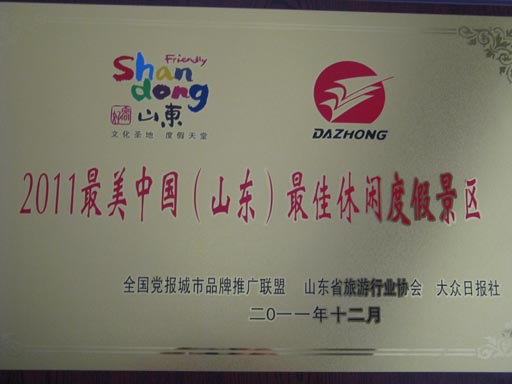 Friendly
Shan
dong
好客 山東
文化圣地 度假天堂
DAZHONG
2011最美中国（山东）最佳休闲度假景区
全国党报城市品牌推广联盟 山东省旅游行业协会 大众日报社
二0一一年十二月